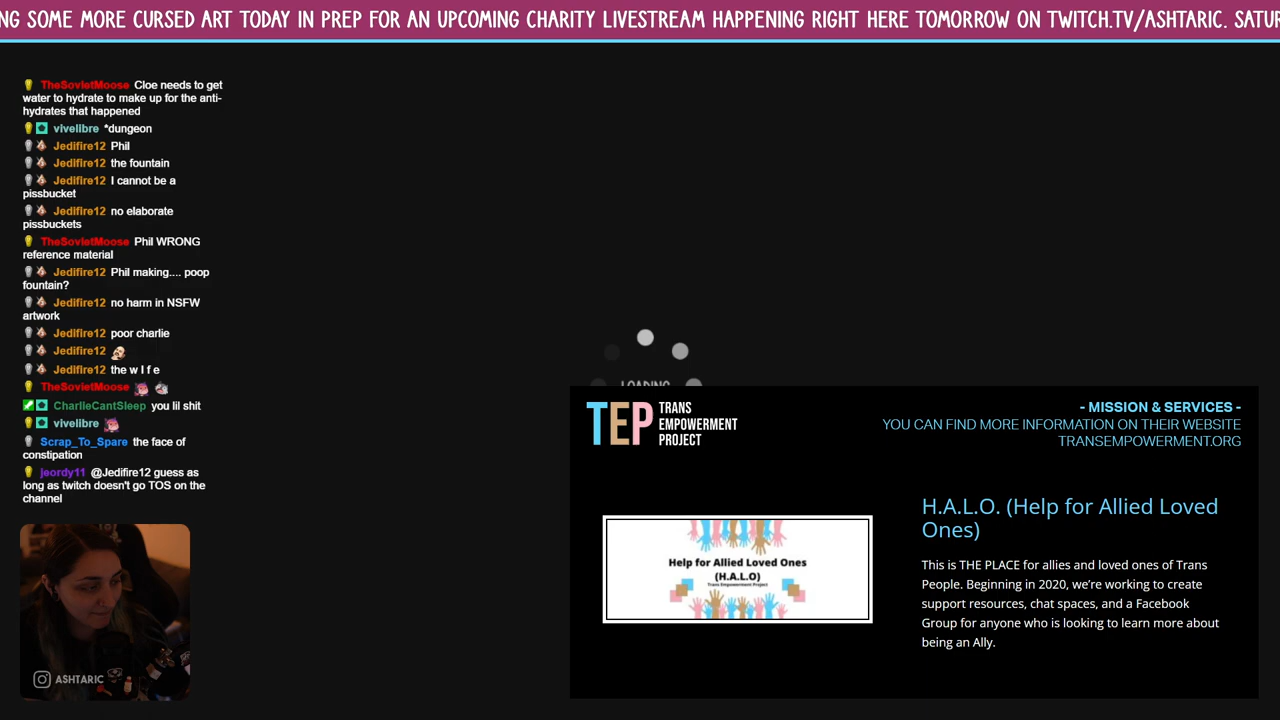 NG SOME MORE CURSED ART TODAY IN PREP FOR AN UPCOMING CHARITY LIVESTREAM HAPPENING RIGHT HERE TOMORROW ON TWITCH.TV/ASHTARIC. SATUR
TheSovietMoose Cloe needs to get
water to hydrate to make up for the anti-
hydrates that happened
vivelibre *dungeon
Jedifire12 Phil
Jedifire12 the fountain
Jedifire12 I cannot be a
pissbucket
Jedifire12 no elaborate
pissbuckets
TheSovietMoose Phil WRONG
reference material
Jedifire12 Phil making.... poop
fountain?
Jedifire12 no harm in NSFW
artwork
Jedifire12 poor charlie
Jedifire12
Jedifire12 the w I f e
TheSovietMoose
CharlieCantSleep you lil shit
vivelibre
Scrap_To_Spare the face of
constipation
jeordy11 @Jedifire12 guess as
long as twitch doesn't go TOS on the
channel
ASHTARIC
LOADING
TEP TRANS
EMPOWERMENT
PROJECT
- MISSION & SERVICES -
YOU CAN FIND MORE INFORMATION ON THEIR WEBSITE
TRANSEMPOWERMENT.ORG
Help for Allied Loved Ones
(H.A.L.O)
Trans Empowerment Project
H.A.L.O. (Help for Allied Loved
Ones)
This is THE PLACE for allies and loved ones of Trans
People. Beginning in 2020, we're working to create
support resources, chat spaces, and a Facebook
Group for anyone who is looking to learn more about
being an Ally.